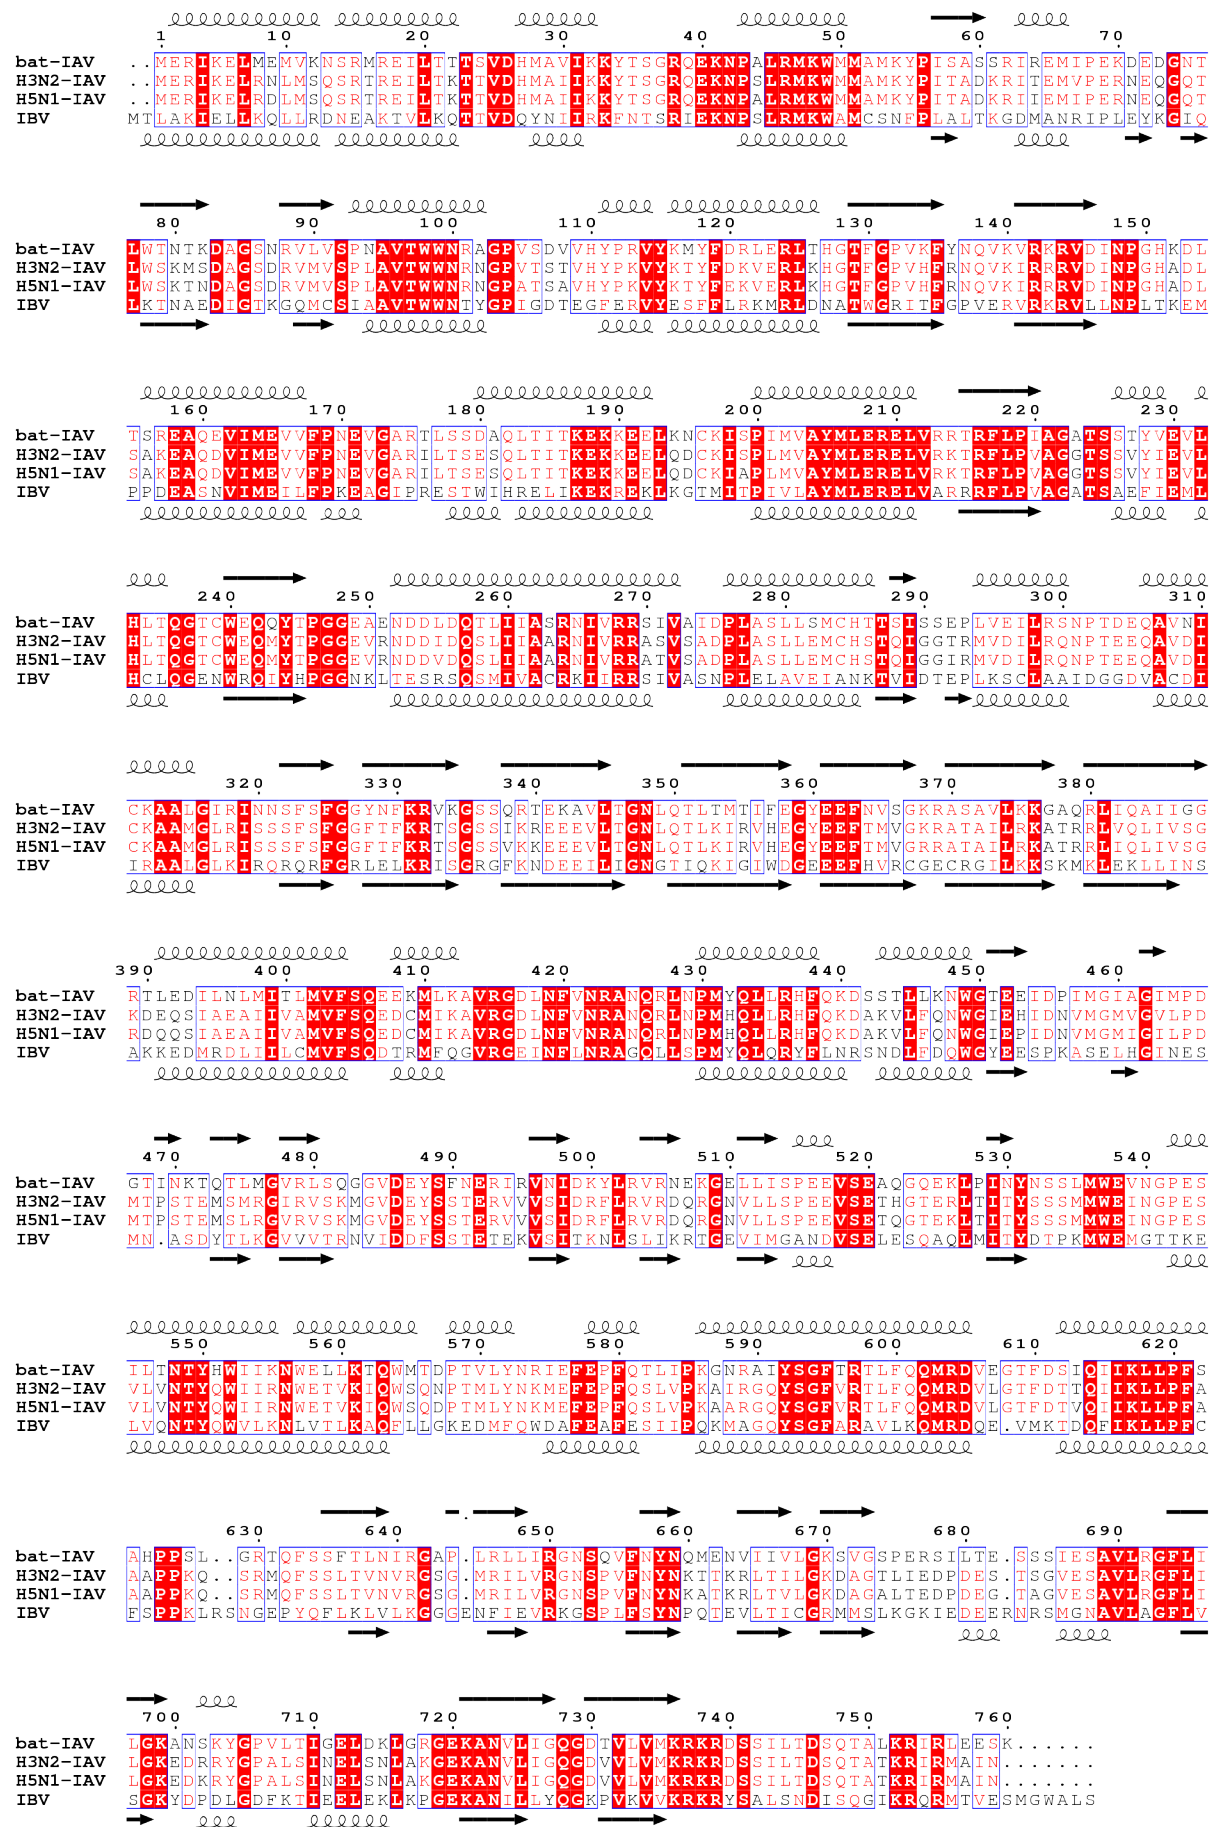 1 10 20 30 40 50 60 70
bat-IAV ..MERIKELMEMVKNSRMREILTTTSVDHMAVIKKYTSGRQEKNPALRMKWMMAMKYPISASSRIREMIPEKDEDGNT
H3N2-IAV ..MERIKELRNLMSQSRTREILTKTTVDHMAIIKKYTSGRQEKNPALRMKWMMAMKYPITADKRITEMVPERNEQGQT
H5N1-IAV ..MERIKELRDLMSQSRTREILTKTTVDHMAIIKKYTSGRQEKNPALRMKWMMAMKYPITADKRIIEMIPERNEQGQT
IBV MTLAKIELLKQLLRDNEAKTVLKQTTVDQYNIIRKFNTSRIEKNPSLRMKWAMCSNFPLALTKGDMANRIPLEYKGIQ
80 90 100 110 120 130 140 150
bat-IAV LWTNTKDAGSNRVLVSPNAVTWWNRAGPVSDVVHYPRVYKMYFDRLERLTHGTFGPVKFYNQVKVRKRVDINPGHKDL
H3N2-IAV LWSKMSDAGSDRVMVSPLAVTWWNRNGPVTSTVHYPKVYKTYFDKVERLKHGTFGPVHFRNQVKIRRRVDINPGHADL
H5N1-IAV LWSKTNDAGSDRVMVSPLAVTWWNRNGPATSAVHYPKVYKTYFEKVERLKHGTFGPVHFRNQVKIRRRVDINPGHADL
IBV LKTNAEDIGTKGQMCSIAAVTWWNTYGPIGDTEGFERVYESFFLRKMRLDNATWGRITFGPVERVRKRVLLNPLTKEM
160 170 180 190 200 210 220 230
bat-IAV TSREAQEVIMEVVFPNEVGARTLSSDAQLTITKEKKEELKNCKISPIMVAYMLERELVRRTRFLPIAGATSSTYVEVL
H3N2-IAV SAKEAQDVIMEVVFPNEVGARILTSESQLTITKEKKEELQDCKISPLMVAYMLERELVRKTRFLPVAGGTSSVYIEVL
H5N1-IAV SAKEAQDVIMEVVFPNEVGARILTSESQLTITKEKKEELQDCKIAPLMVAYMLERELVRKTRFLPVAGGTSSVYIEVL
IBV PPDEASNVIMEILFPKEAGIPRESTWIHRELIKEKREKLKGTMITPIVLAYMLERELVARRRFLPVAGATSAEFIEML
240 250 260 270 280 290 300 310
bat-IAV HLTQGTCWEQQYTPGGEAENDDLDQTLIIASRNIVRRSIVAIDPLASLLSMCHTTSISSEPLVEILRSNPTDEQAVNI
H3N2-IAV HLTQGTCWEQMYTPGGEVRNDDIDQSLIIAARNIVRRASVSADPLASLLEMCHSTQIGGTRMVDILRQNPTEEQAVDI
H5N1-IAV HLTQGTCWEQMYTPGGEVRNDDVDQSLIIAARNIVRRATVSADPLASLLEMCHSTQIGGIRMVDILRQNPTEEQAVDI
IBV HCLQGENWRQIYHPGGNKLTESRSQSMIVACRKIIRRSIVASNPLELAVEIANKTVIDTEPLKSCLAAIDGGDVACDI
320 330 340 350 360 370 380
bat-IAV CKAALGIRINNSFSFGGYNFKRVKGSSQRTEKAVLTGNLQTLTMTIFEGYEEFNVSGKRASAVLKKGAQRLIQAIIGG
H3N2-IAV CKAAMGLRISSSFSFGGFTFKRTSGSSIKREEEVLTGNLQTLKIRVHEGYEEFTMVGKRATAILRKATRRLVQLIVSG
H5N1-IAV CKAAMGLRISSSFSFGGFTFKRTSGSSVKKEEEVLTGNLQTLKIRVHEGYEEFTMVGRRATAILRKATRRLIQLIVSG
IBV IRAALGLKIRQRQRFGRLELKRISGRGFKNDEEILIGNGTIQKIGIWDGEEEFHVRCGECRGILKKSKMKLEKLLINS
390 400 410 420 430 440 450 460
bat-IAV RTLEDILNLMITLMVFSQEEKMLKAVRGDLNFVNRANQRLNPMYQLLRHFQKDSSTLLKNWGTEEIDPIMGIAGIMPD
H3N2-IAV KDEQSIAEAIIVAMVFSQEDCMIKAVRGDLNFVNRANQRLNPMHQLLRHFQKDAKVLFQNWGIEHIDNVMGMVGVLPD
H5N1-IAV RDQQSIAEAIIVAMVFSQEDCMIKAVRGDLNFVNRANQRLNPMHQLLRHFQKDAKVLFQNWGIEPIDNVMGMIGILPD
IBV AKKEDMRDLIILCMVFSQDTRMFQGVRGEINFLNRAGQLLSPMYQLQRYFLNRSNDLFDQWGYEESPKASELHGINES
470 480 490 500 510 520 530 540
bat-IAV GTINKTQTLMGVRLSQGGVDEYSFNERIRVNIDKYLRVRNEKGELLISPEEVSEAQGQEKLPINYNSSLMWEVNGPES
H3N2-IAV MTPSTEMSMRGIRVSKMGVDEYSSTERVVVSIDRFLRVRDQRGNVLLSPEEVSETHGTERLTITYSSSMMWEINGPES
H5N1-IAV MTPSTEMSLRGVRVSKMGVDEYSSTERVVVSIDRFLRVRDQRGNVLLSPEEVSETQGTEKLTITYSSSMMWEINGPES
IBV MN.ASDYTLKGVVVTRNVIDDFSSTETEKVSITKNLSLIKRTGEVIMGANDVSELESQAQLMITYDTPKMWEMGTTKE
550 560 570 580 590 600 610 620
bat-IAV ILTNTYHWIIKNWELLKTQWMTDPTVLYNRIEFEPFQTLIPKGNRAIYSGFTRTLFQQMRDVEGTFDSIQIIKLLPFS
H3N2-IAV VLVNTYQWIIRNWETVKIQWSQNPTMLYNKMEFEPFQSLVPKAIRGQYSGFVRTLFQQMRDVLGTFDTTQIIKLLPFA
H5N1-IAV VLVNTYQWIIRNWETVKIQWSQDPTMLYNKMEFEPFQSLVPKAARGQYSGFVRTLFQQMRDVLGTFDTVQIIKLLPFA
IBV LVQNTYQWVLKNLVTLKAQFLLGKEDMFQWDAFEAFESIIPQKMAGQYSGFARAVLKQMRDQE.VMKTDQFIKLLPFC
630 640 650 660 670 680 690
bat-IAV AHPPSL..GRTQFSSFTLNIRGAP.LRLLIRGNSQVFNYNQMENVIIVLGKSVGSPERSILTE.SSSIESAVLRGFLI
H3N2-IAV AAPPKQ..SRMQFSSLTVNVRGSG.MRILVRGNSPVFNYNKTTKRLTILGKDAGTLIEDPDES.TSGVESAVLRGFLI
H5N1-IAV AAPPKQ..SRMQFSSLTVNVRGSG.MRILVRGNSPVFNYNKATKRLTVLGKDAGALTEDPDEG.TAGVESAVLRGFLI
IBV FSPPKLRSNGEPYQFLKLVLKGGGENFIEVRKGSPLFSYNPQTEVLTICGRMMSLKGKIEDEERNRSMGNAVLAGFLV
700 710 720 730 740 750 760
bat-IAV LGKANSKYGPVLTIGELDKLGRGEKANVLIGQGDTVLVMKRKRDSSILTDSQTALKRIRLEESK......
H3N2-IAV LGKEDRRYGPALSINELSNLAKGEKANVLIGQGDVVLVMKRKRDSSILTDSQTATKRIRMAIN.......
H5N1-IAV LGKEDKRYGPALSINELSNLAKGEKANVLIGQGDVVLVMKRKRDSSILTDSQTATKRIRMAIN.......
IBV SGKYDPDLGDFKTIEELEKLKPGEKANILLYQGKPVKVVKRKRYSALSNDISQGIKRQRMTVESMGWALS